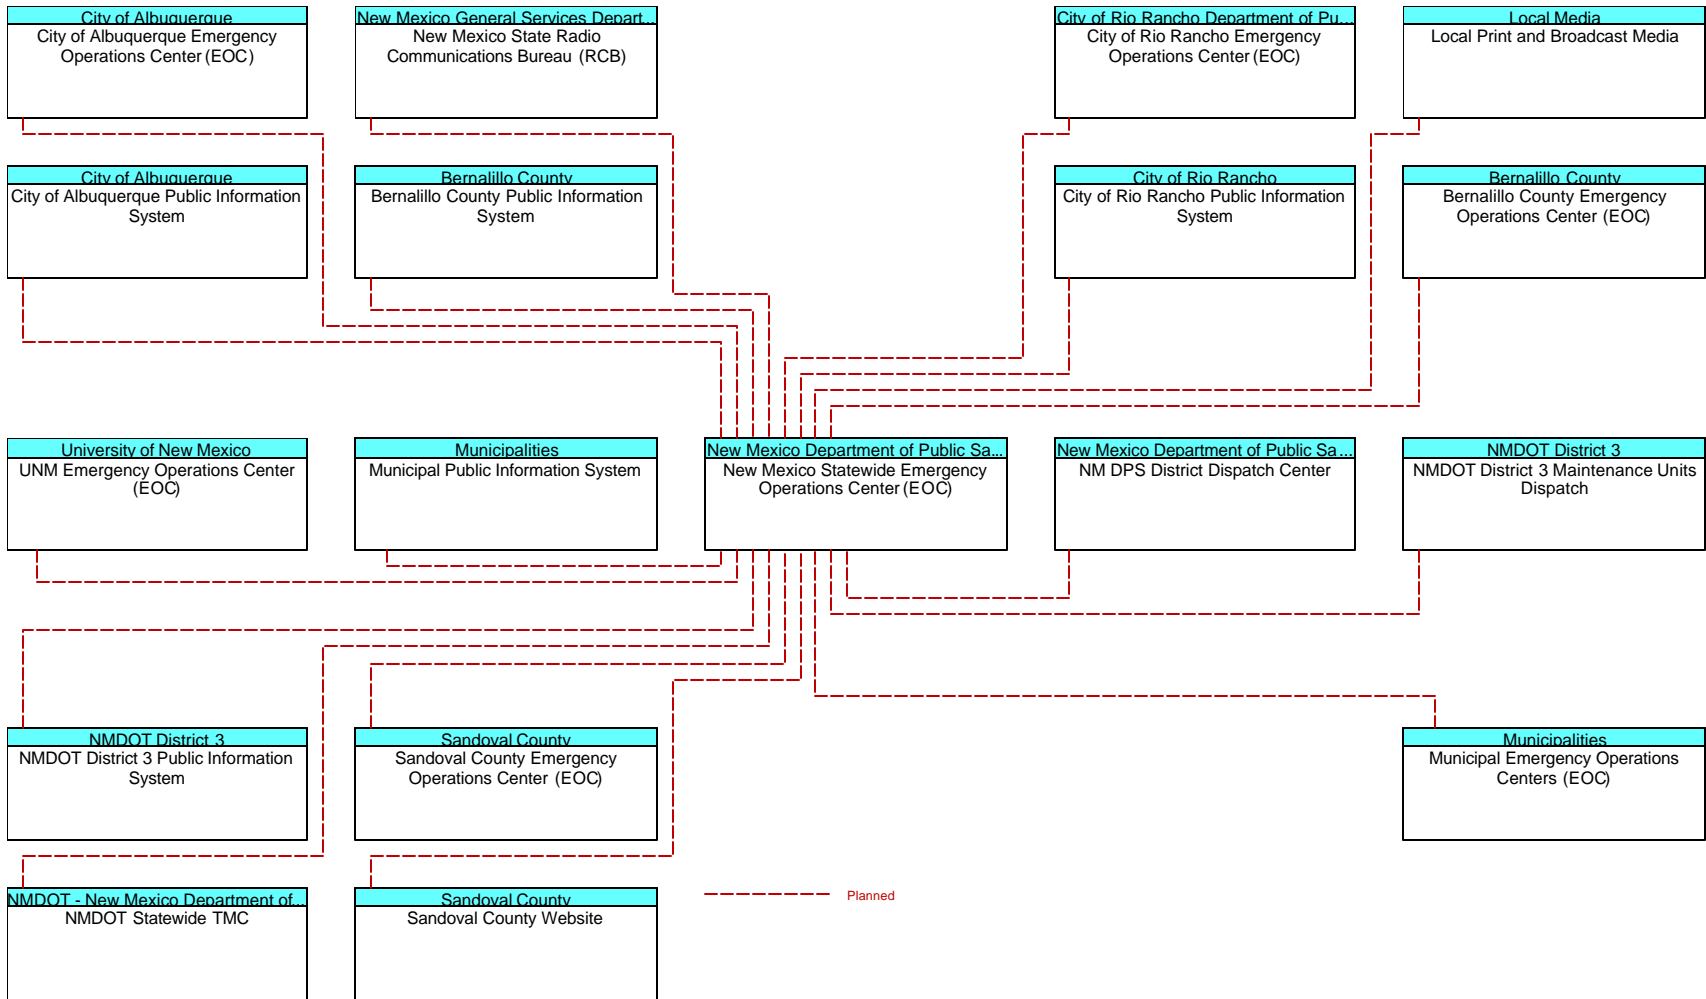 City of Albuquerque
City of Albuquerque Emergency
Operations Center (EOC)
New Mexico General Services Depart...
New Mexico State Radio
Communications Bureau (RCB)
City of Rio Rancho Department of Pu...
City of Rio Rancho Emergency
Operations Center (EOC)
Local Media
Local Print and Broadcast Media
City of Albuquerque
City of Albuquerque Public Information
System
Bernalillo County
Bernalillo County Public Information
System
City of Rio Rancho
City of Rio Rancho Public Information
System
Bernalillo County
Bernalillo County Emergency
Operations Center (EOC)
University of New Mexico
UNM Emergency Operations Center
(EOC)
Municipalities
Municipal Public Information System
New Mexico Department of Public Sa...
New Mexico Statewide Emergency
Operations Center (EOC)
New Mexico Department of Public Sa...
NM DPS District Dispatch Center
NMDOT District 3
NMDOT District 3 Maintenance Units
Dispatch
NMDOT District 3
NMDOT District 3 Public Information
System
Sandoval County
Sandoval County Emergency
Operations Center (EOC)
Municipalities
Municipal Emergency Operations
Centers (EOC)
NMDOT - New Mexico Department of...
NMDOT Statewide TMC
Sandoval County
Sandoval County Website
Planned